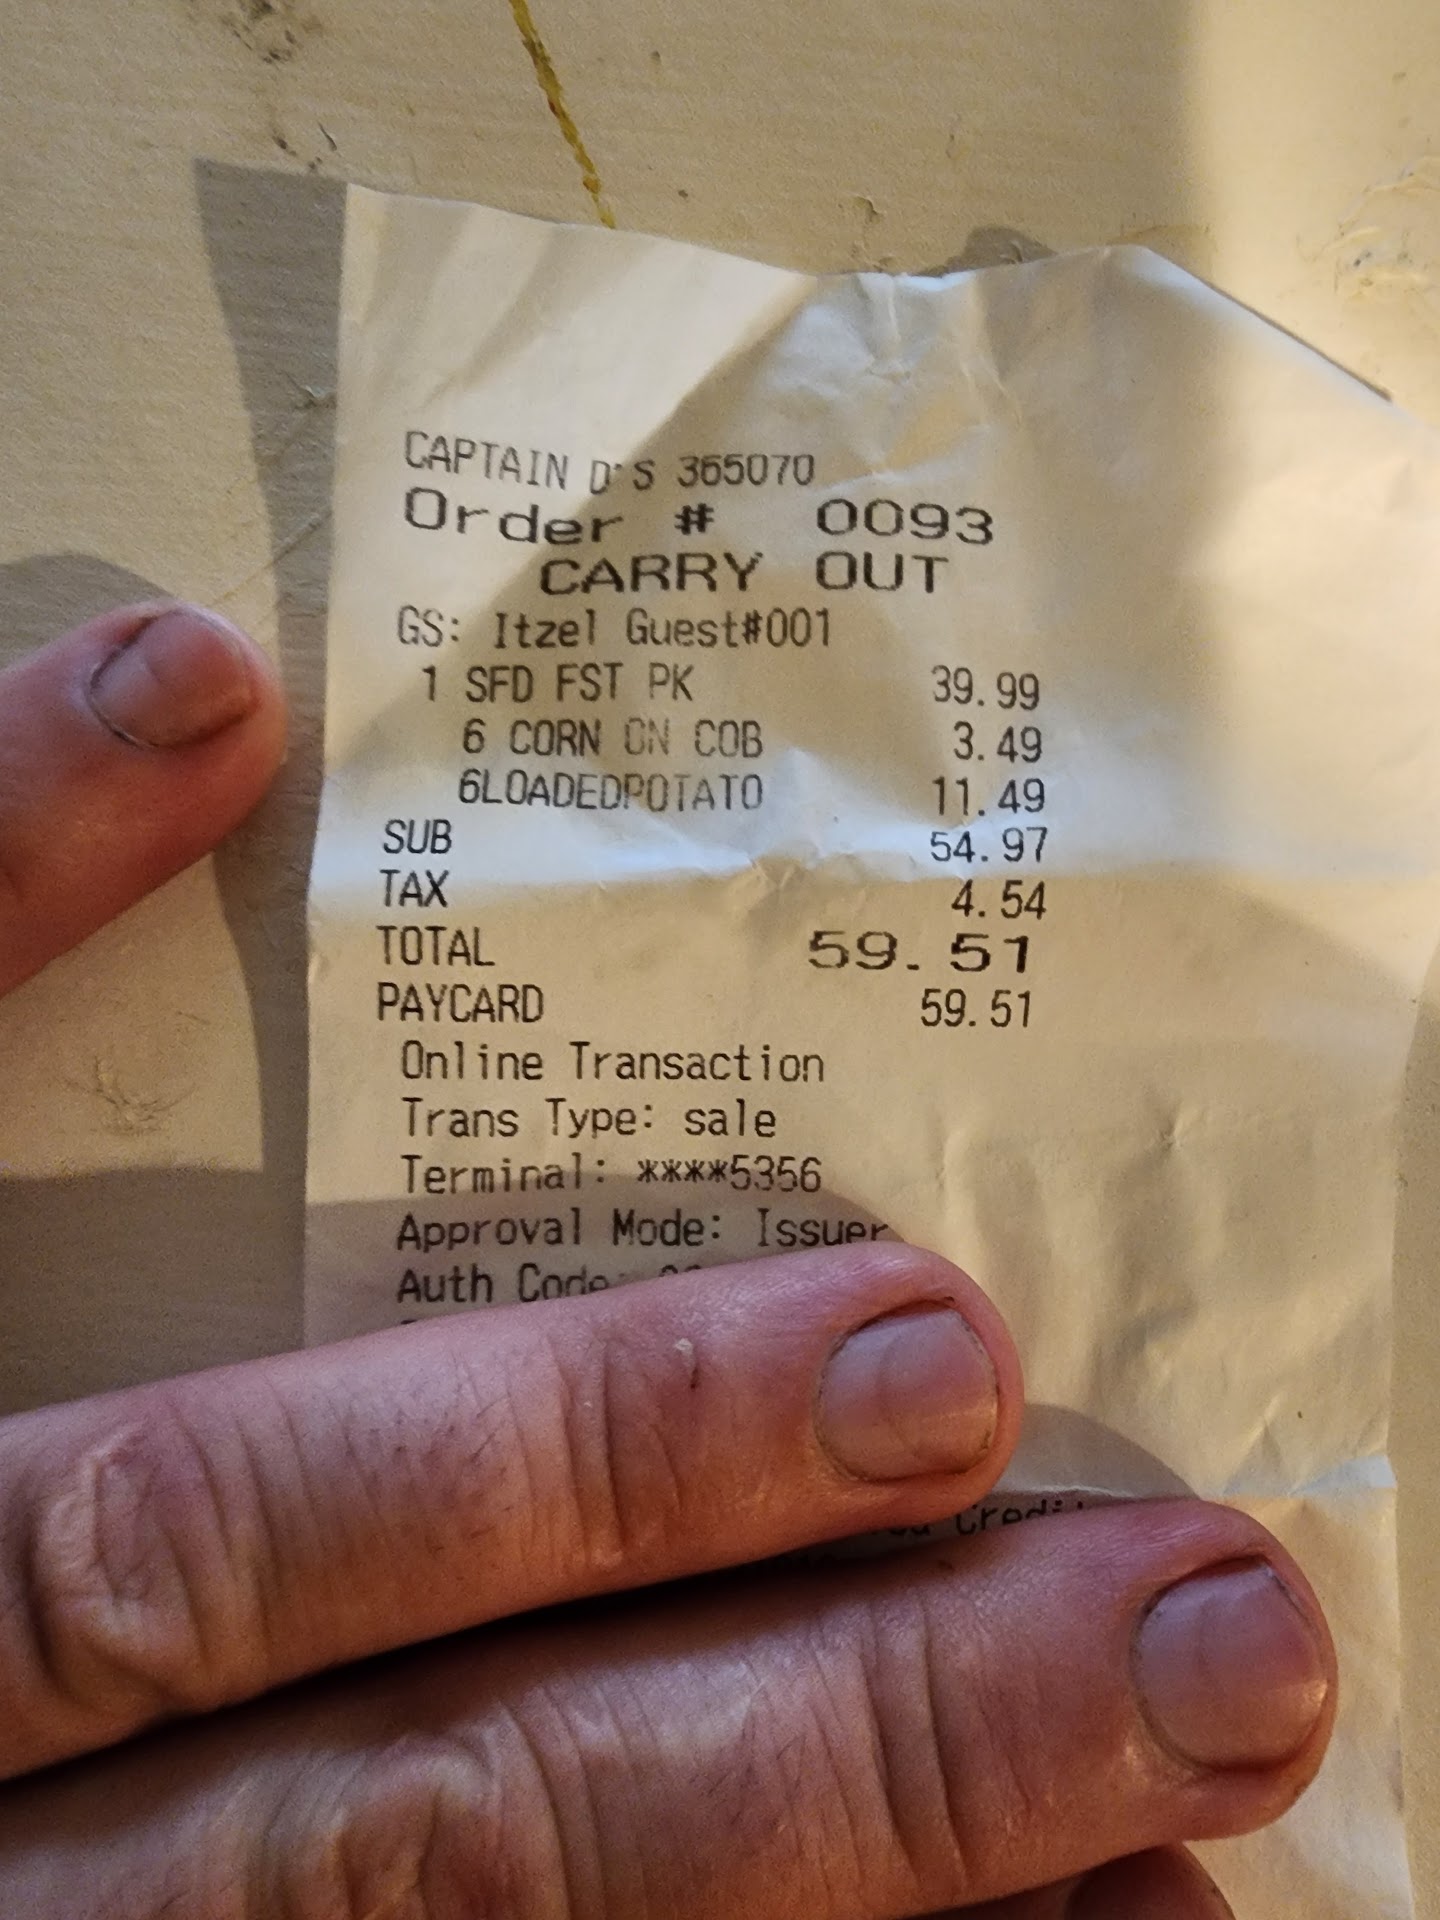 CAPTAIN D'S 365070
Order # 0093
CARRY OUT
GS: Itzel Guest#001
1 SFD FST PK 39.99
6 CORN ON COB 3.49
6LOADEDPOTATO 11.49
SUB 54.97
TAX 4.54
TOTAL 59.51
PAYCARD 59.51
Online Transaction
Trans Type: sale
Terminal: ****5356
Approval Mode: Issuer
Auth Code: